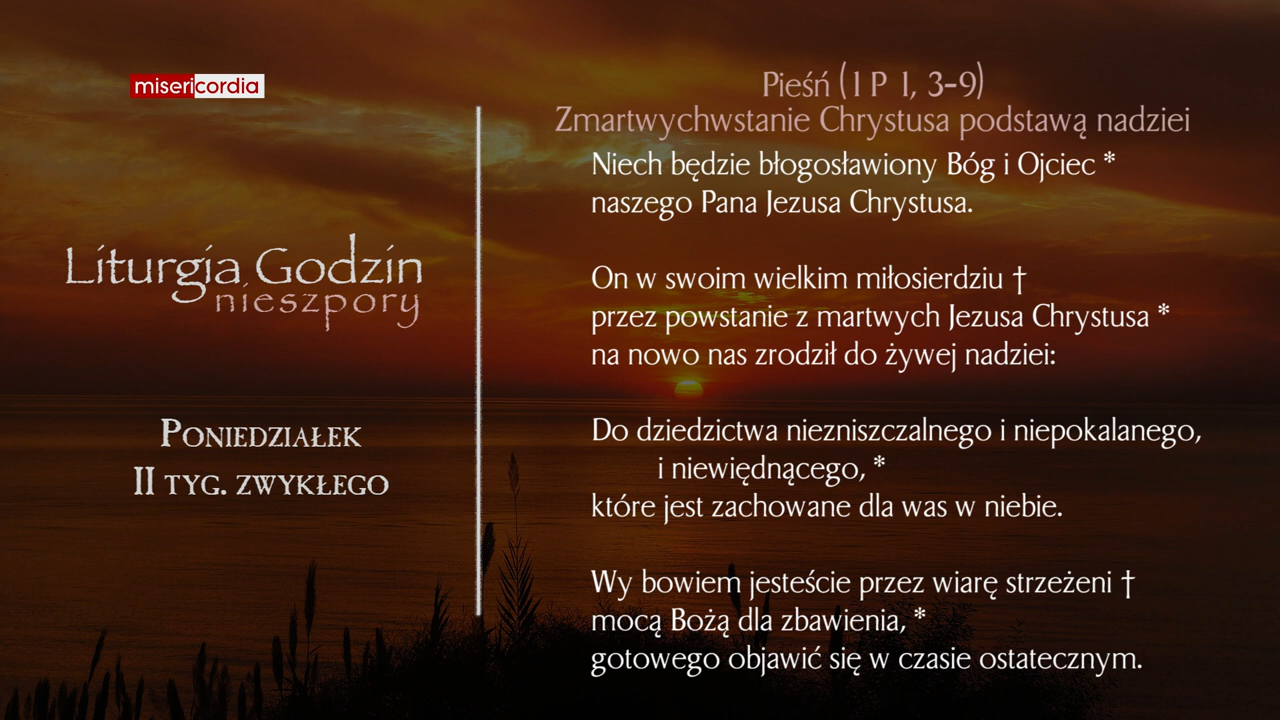 misericordia
Liturgia Godzin
nieszpory
Poniedziałek
II tyg. zwykłego
Pieśń (1 P 1, 3-9)
Zmartwychwstanie Chrystusa podstawą nadziei
Niech będzie błogosławiony Bóg i Ojciec *
naszego Pana Jezusa Chrystusa.
On w swoim wielkim miłosierdziu †
przez powstanie z martwych Jezusa Chrystusa *
na nowo nas zrodził do żywej nadziei:
Do dziedzictwa niezniszczalnego i niepokalanego,
i niewiędnącego, *
które jest zachowane dla was w niebie.
Wy bowiem jesteście przez wiarę strzeżeni †
mocą Bożą dla zbawienia, *
gotowego objawić się w czasie ostatecznym.